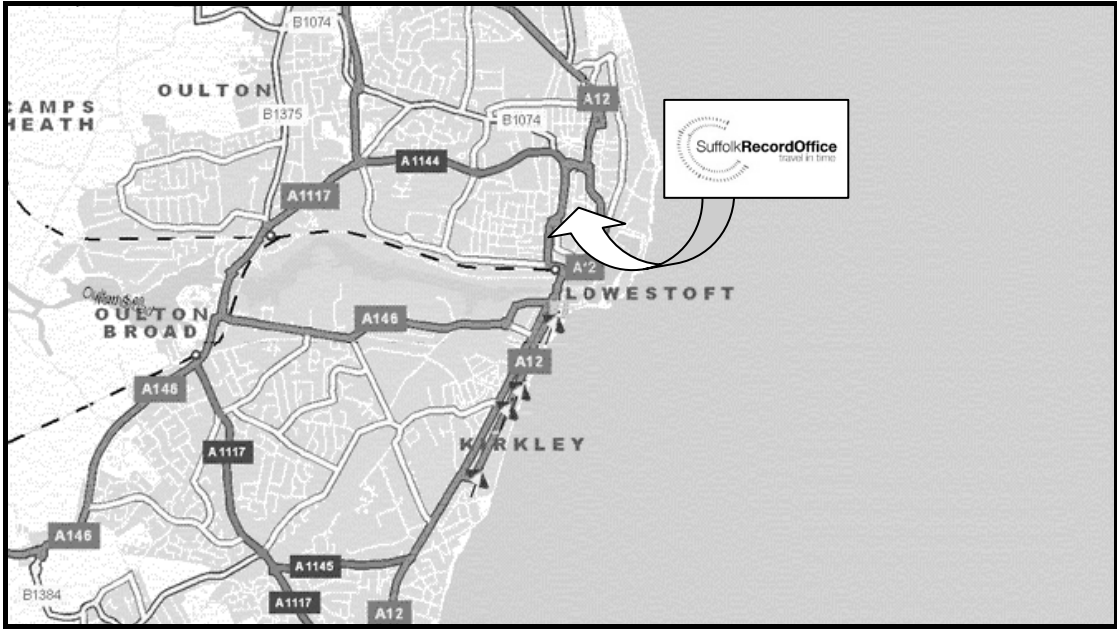 B1074
OULTON
A12
CAMPS
HEATH
B1375
B1074
SuffolkRecordOffice
travel in time
A1144
A1117
A12
LOWESTOFT
OULTON
BROAD
A146
A12
A146
KIRKLEY
A1117
A146
A1145
B1384
A1117
A12